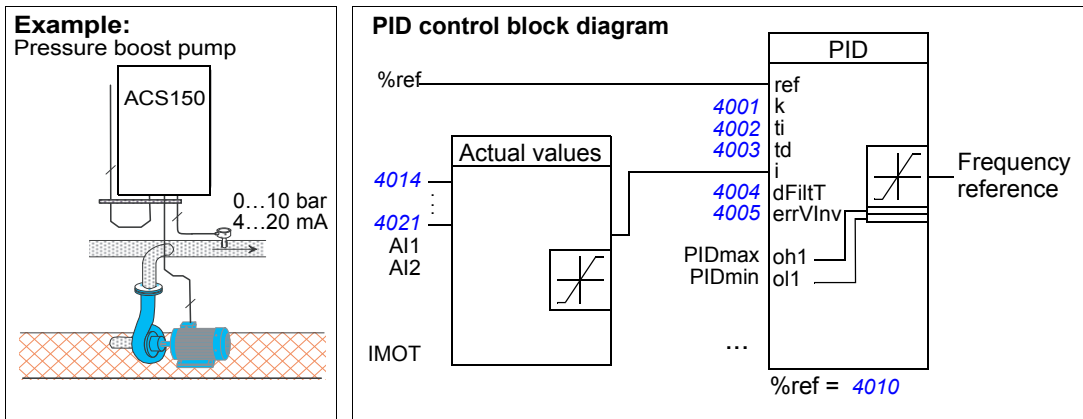 Example:
Pressure boost pump
ACS150
0…10 bar
4…20 mA
PID control block diagram
PID
%ref
ref
4001 k
4002 ti
4003 td
i
4004 dFiltT
4005 errVInv
Actual values
4014
4021
AI1
AI2
IMOT
PIDmax oh1
PIDmin ol1
...
%ref = 4010
Frequency
reference